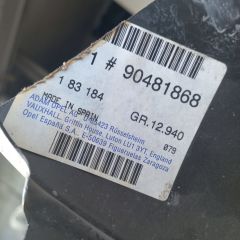 1 # 90481868
1 83 184
GR.12.940
MADE IN SPAIN
079
ADAM OPEL AG D-65423 Rüsselsheim
VAUXHALL, Griffin House, Luton LU1 3YT, England
Opel España S.A., E-50639 Figueruelas Zaragoza